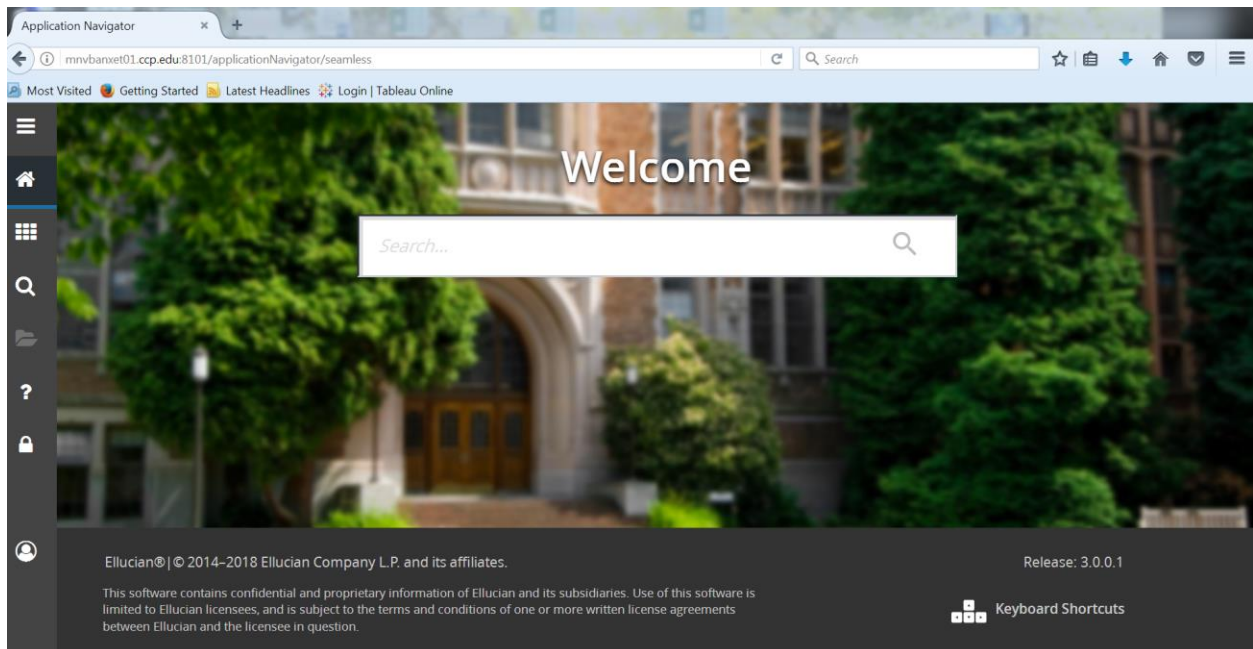 Application Navigator
mnvbanxet01.ccp.edu:8101/applicationNavigator/seamless
Search
Most Visited Getting Started Latest Headlines Login | Tableau Online
Welcome
Search...
?
Ellucian®|© 2014–2018 Ellucian Company L.P. and its affiliates.
Release: 3.0.0.1
This software contains confidential and proprietary information of Ellucian and its subsidiaries. Use of this software is
limited to Ellucian licensees, and is subject to the terms and conditions of one or more written license agreements
between Ellucian and the licensee in question.
Keyboard Shortcuts